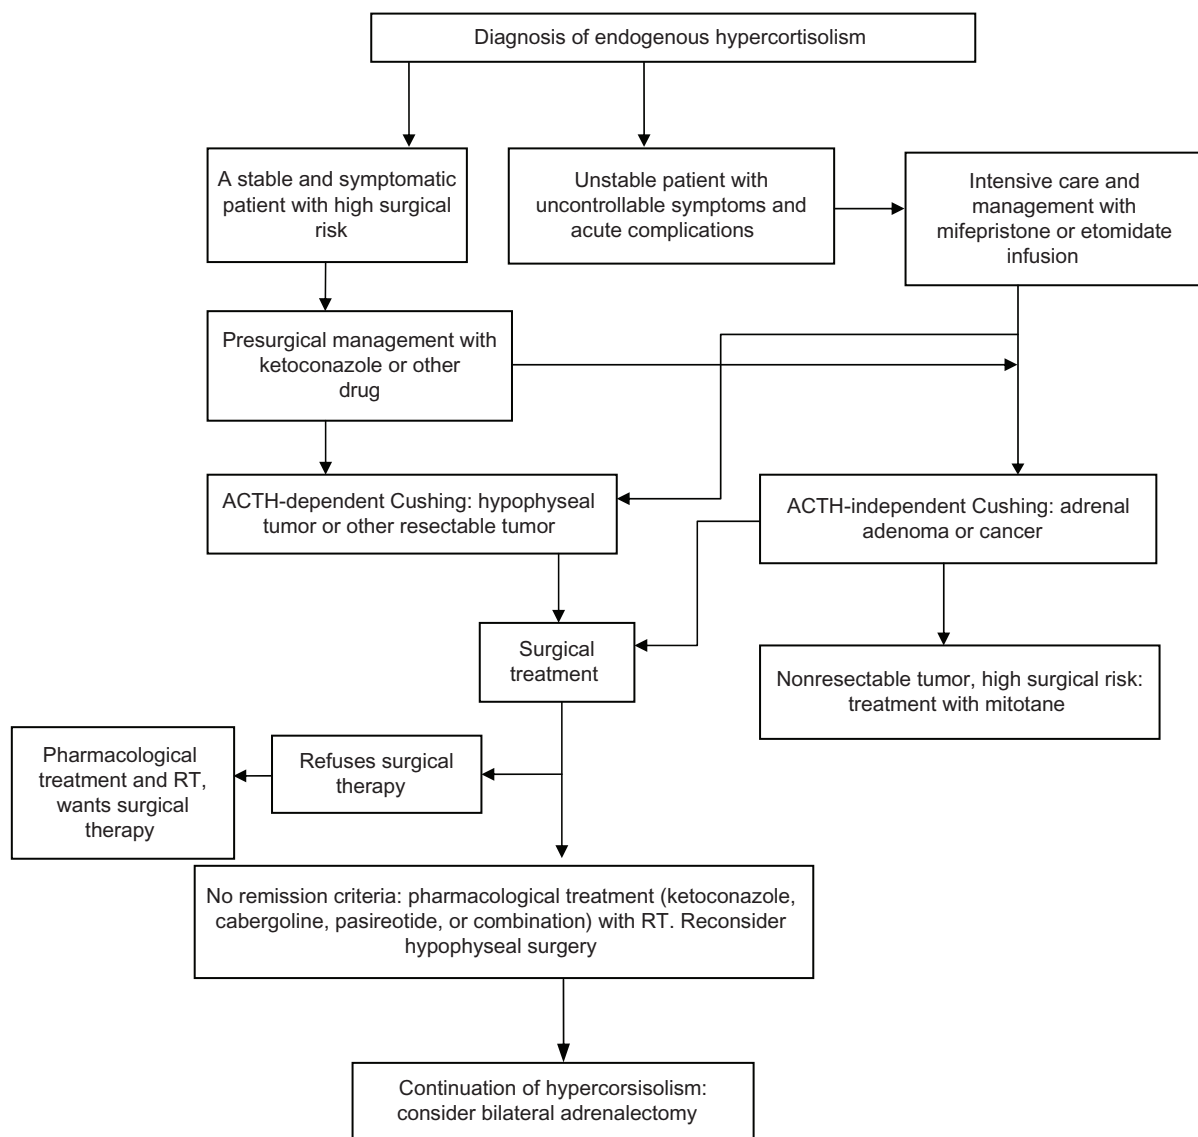 Diagnosis of endogenous hypercortisolism
A stable and symptomatic
patient with high surgical
risk
Unstable patient with
uncontrollable symptoms and
acute complications
Intensive care and
management with
mifepristone or etomidate
infusion
Presurgical management with
ketoconazole or other
drug
ACTH-dependent Cushing: hypophyseal
tumor or other resectable tumor
ACTH-independent Cushing: adrenal
adenoma or cancer
Surgical
treatment
Nonresectable tumor, high surgical risk:
treatment with mitotane
Pharmacological
treatment and RT,
wants surgical
therapy
Refuses surgical
therapy
No remission criteria: pharmacological treatment (ketoconazole,
cabergoline, pasireotide, or combination) with RT. Reconsider
hypophyseal surgery
Continuation of hypercorsisolism:
consider bilateral adrenalectomy